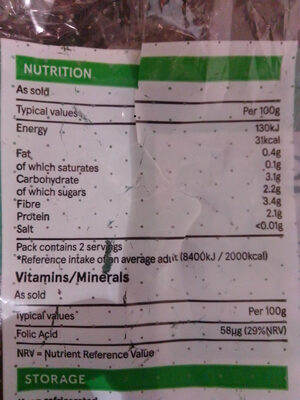 NUTRITION
As sold
Typical values Per 100g
Energy 130kJ
31kcal
Fat 0.4g
of which saturates 0.1g
Carbohydrate 3.1g
of which sugars 2.2g
Fibre 3.4g
Protein 2.1g
Salt <0.01g
Pack contains 2 servings
*Reference intake of an average adult (8400kJ / 2000kcal)
Vitamins/Minerals
As sold
Typical values Per 100g
Folic Acid 58µg (29%NRV)
NRV = Nutrient Reference Value
STORAGE